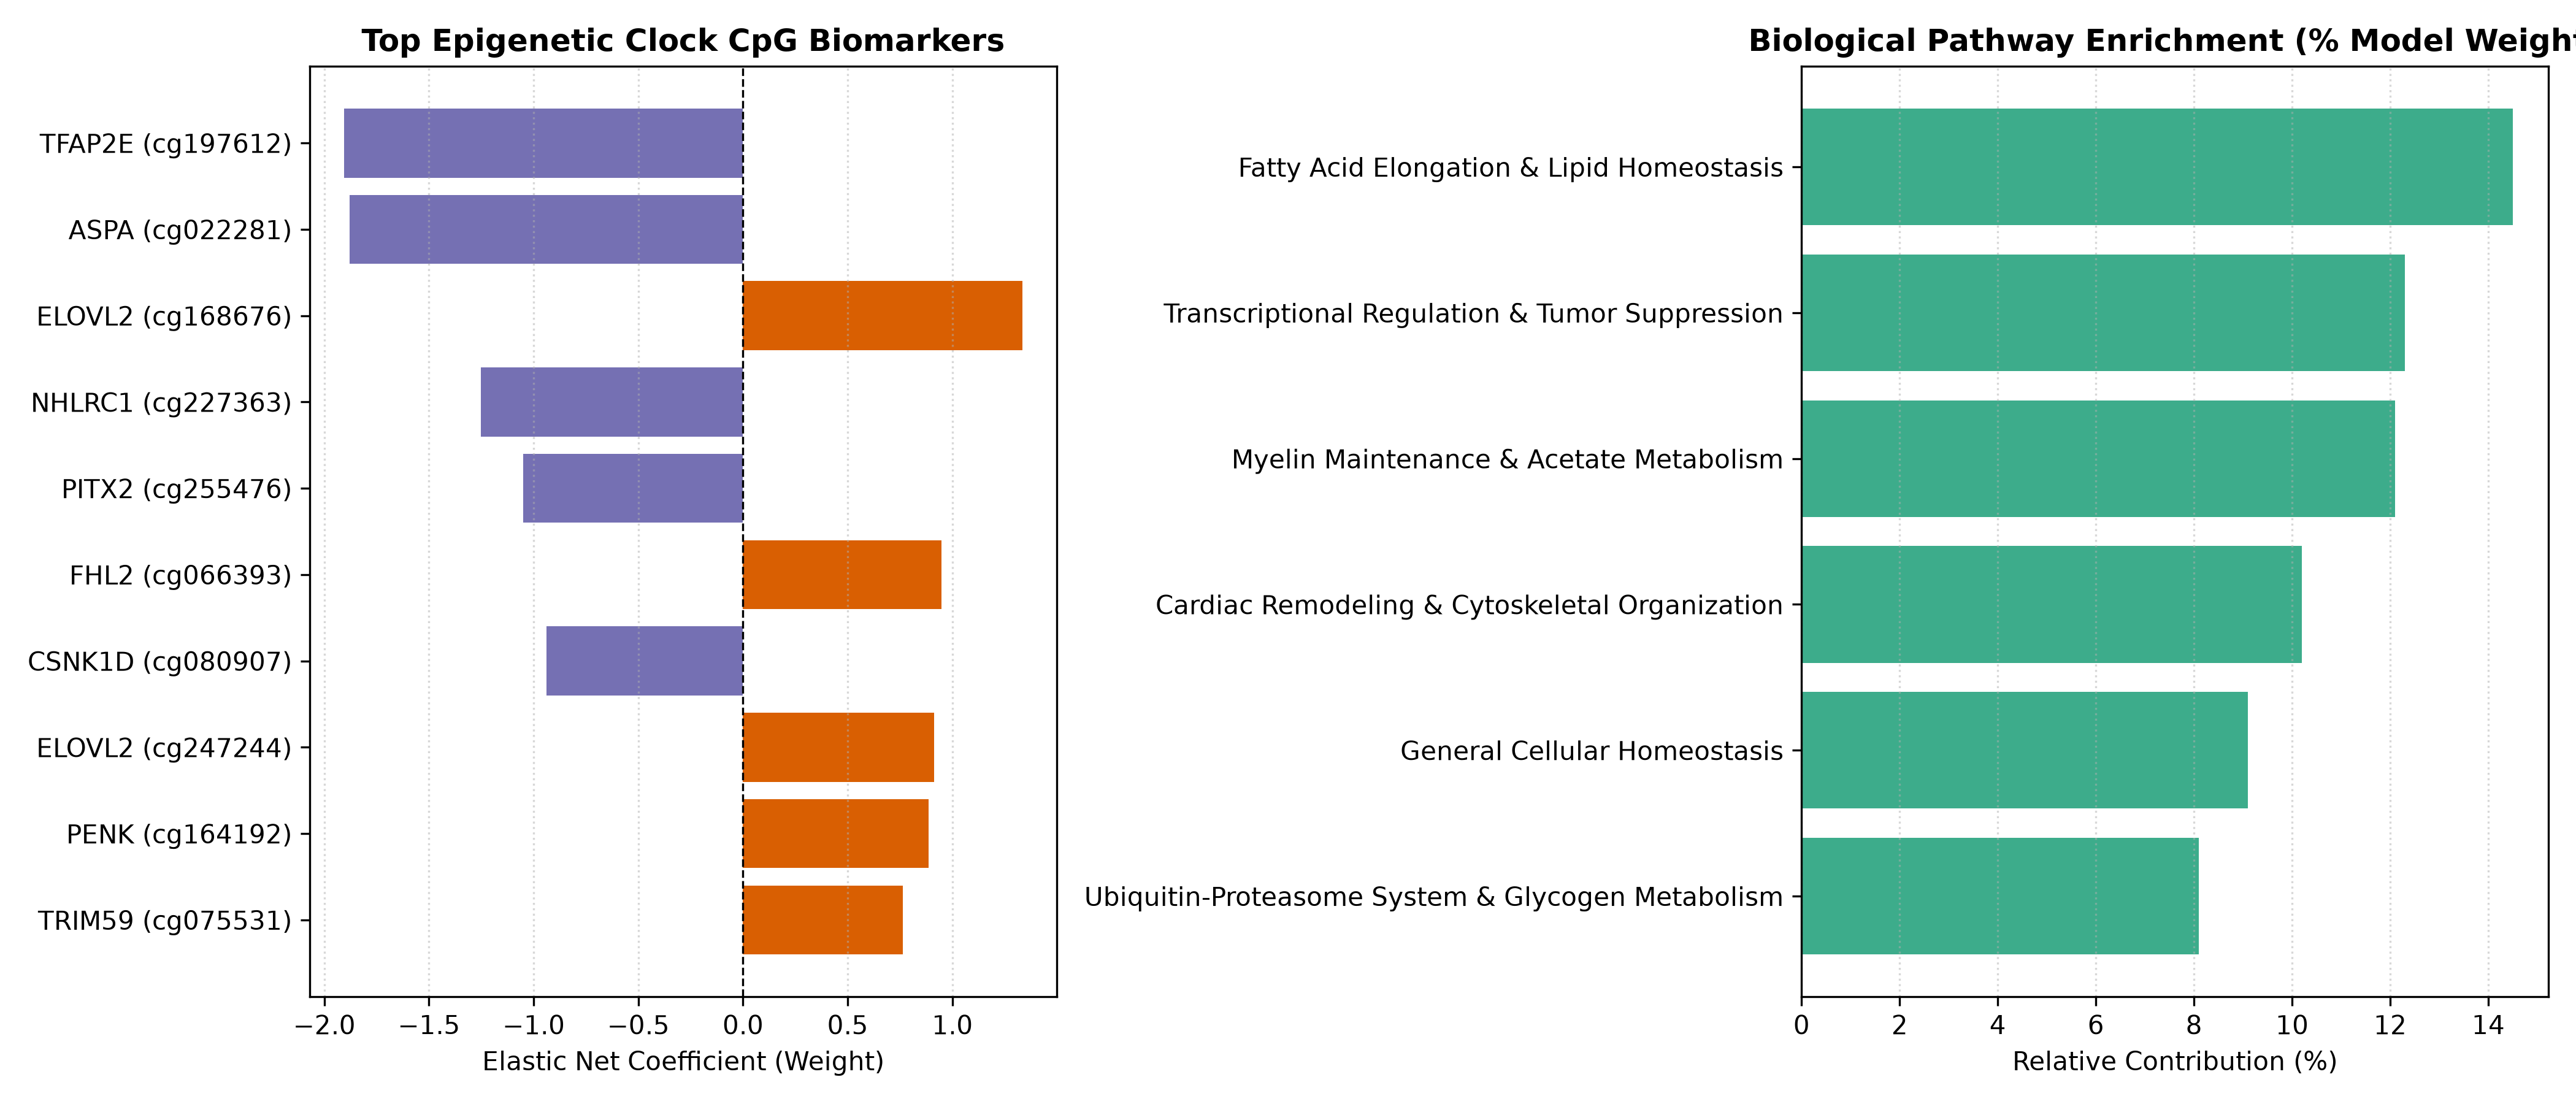 Top Epigenetic Clock CpG Biomarkers
TFAP2E (cg197612)
ASPA (cg022281)
ELOVL2 (cg168676)
NHLRC1 (cg227363)
PITX2 (cg255476)
FHL2 (cg066393)
CSNK1D (cg080907)
ELOVL2 (cg247244)
PENK (cg164192)
TRIM59 (cg075531)
−2.0 −1.5 −1.0 −0.5 0.0 0.5 1.0
Elastic Net Coefficient (Weight)
Biological Pathway Enrichment (% Model Weight
Fatty Acid Elongation & Lipid Homeostasis
Transcriptional Regulation & Tumor Suppression
Myelin Maintenance & Acetate Metabolism
Cardiac Remodeling & Cytoskeletal Organization
General Cellular Homeostasis
Ubiquitin-Proteasome System & Glycogen Metabolism
0 2 4 6 8 10 12 14
Relative Contribution (%)